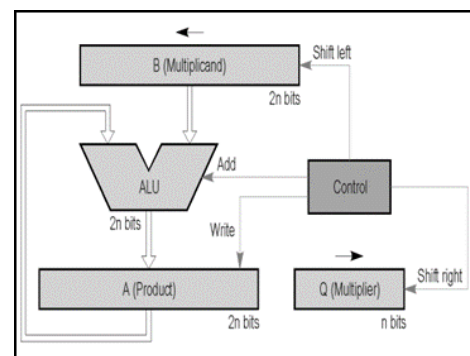 B (Multiplicand)
Shift left
2n bits
ALU
Add
Control
2n bits
Write
A (Product)
Q (Multiplier)
Shift right
2n bits
n bits